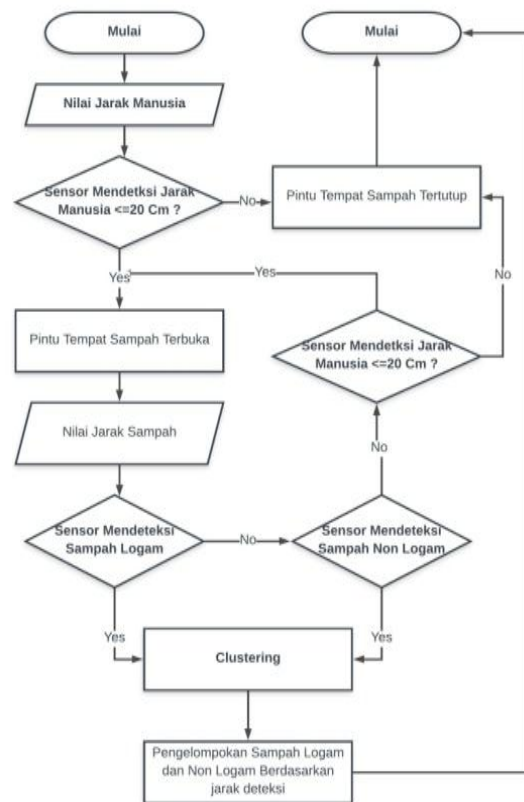 Mulai
Mulai
Nilai Jarak Manusia
Sensor Mendetksi Jarak
Manusia <=20 Cm ?
No
Pintu Tempat Sampah Tertutup
Yes
Yes
No
Pintu Tempat Sampah Terbuka
Sensor Mendetksi Jarak
Manusia <=20 Cm ?
Nilai Jarak Sampah
No
Sensor Mendeteksi
Sampah Logam
No
Sensor Mendeteksi
Sampah Non Logam
Yes
Yes
Clustering
Pengelompokan Sampah Logam
dan Non Logam Berdasarkan
jarak deteksi